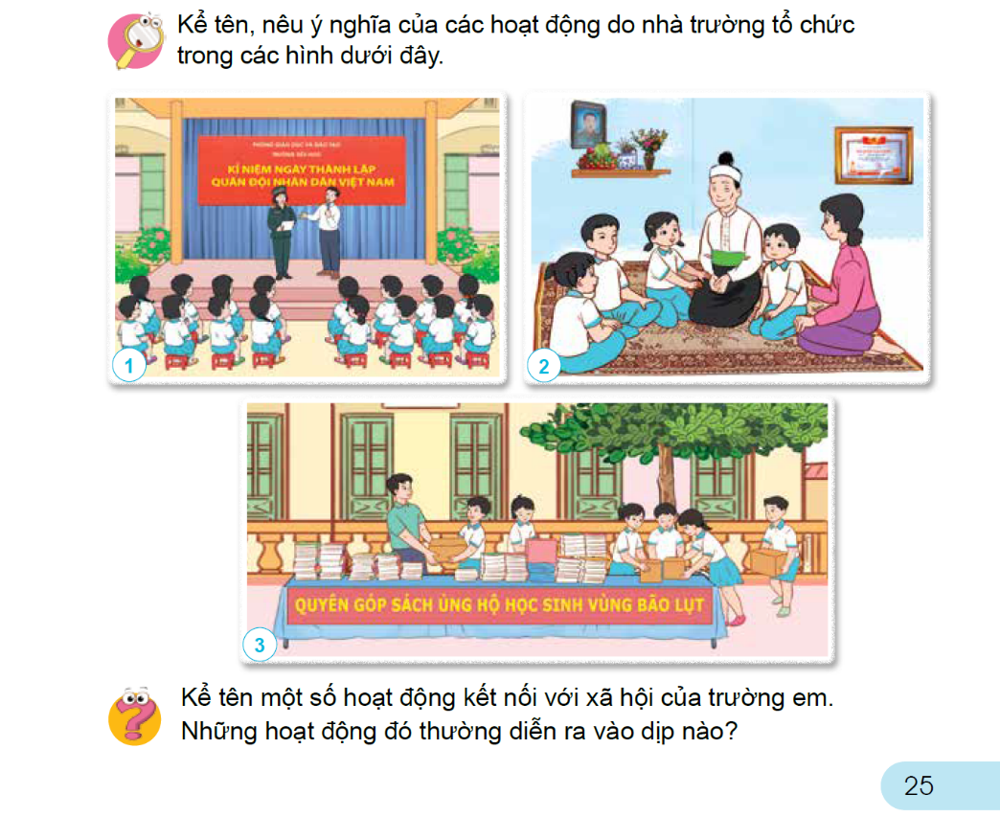 Kể tên, nêu ý nghĩa của các hoạt động do nhà trường tổ chức
trong các hình dưới đây.
PHÒNG GIÁO DỤC VÀ ĐÀO TẠO
KỈ NIỆM NGÀY THÀNH LẬP
QUÂN ĐỘI NHÂN DÂN VIỆT NAM
1
2
QUYÊN GÓP SÁCH ỦNG HỘ HỌC SINH VÙNG BÃO LỤT
3
Kể tên một số hoạt động kết nối với xã hội của trường em.
Những hoạt động đó thường diễn ra vào dịp nào?
25